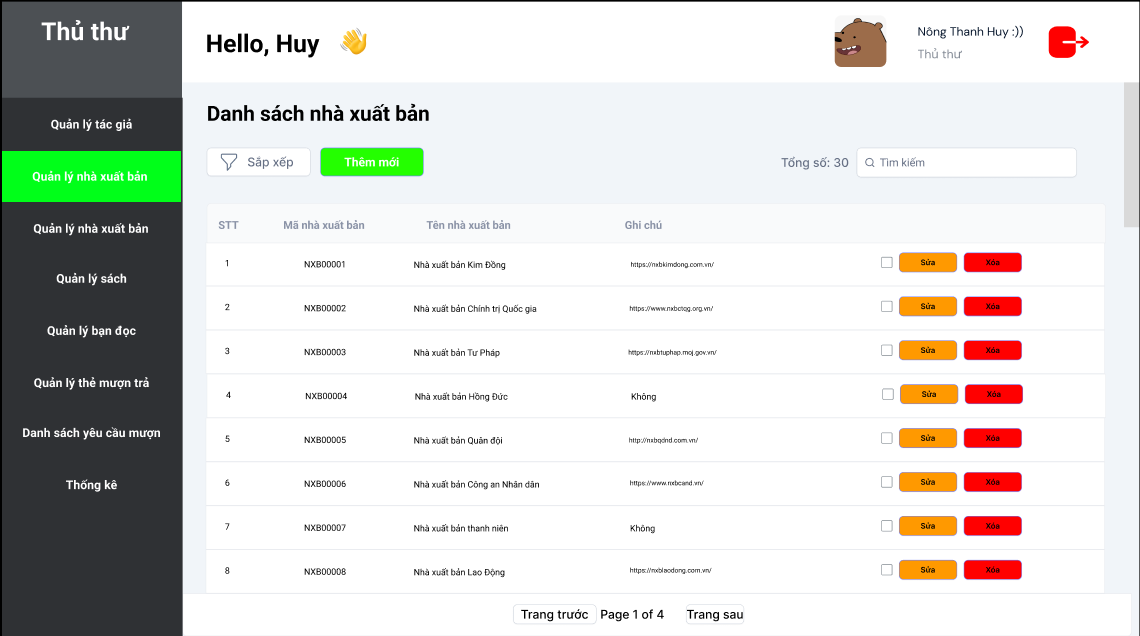 Thủ thư
Hello, Huy 👋
Nông Thanh Huy :))
Thủ thư
Quản lý tác giả
Quản lý nhà xuất bản
Quản lý nhà xuất bản
Quản lý sách
Quản lý bạn đọc
Quản lý thẻ mượn trả
Danh sách yêu cầu mượn
Thống kê
Danh sách nhà xuất bản
Sắp xếp Thêm mới Tổng số: 30 Tìm kiếm
STT Mã nhà xuất bản Tên nhà xuất bản Ghi chú
1 NXB00001 Nhà xuất bản Kim Đồng https://nxbkimdong.com.vn/ Sửa Xóa
2 NXB00002 Nhà xuất bản Chính trị Quốc gia https://www.nxbctqg.org.vn/ Sửa Xóa
3 NXB00003 Nhà xuất bản Tư Pháp https://nxbtuphap.moj.gov.vn/ Sửa Xóa
4 NXB00004 Nhà xuất bản Hồng Đức Không Sửa Xóa
5 NXB00005 Nhà xuất bản Quân đội http://nxbqdnd.com.vn/ Sửa Xóa
6 NXB00006 Nhà xuất bản Công an Nhân dân https://www.nxbcand.vn/ Sửa Xóa
7 NXB00007 Nhà xuất bản thanh niên Không Sửa Xóa
8 NXB00008 Nhà xuất bản Lao Động https://nxblaodong.com.vn/ Sửa Xóa
Trang trước Page 1 of 4 Trang sau